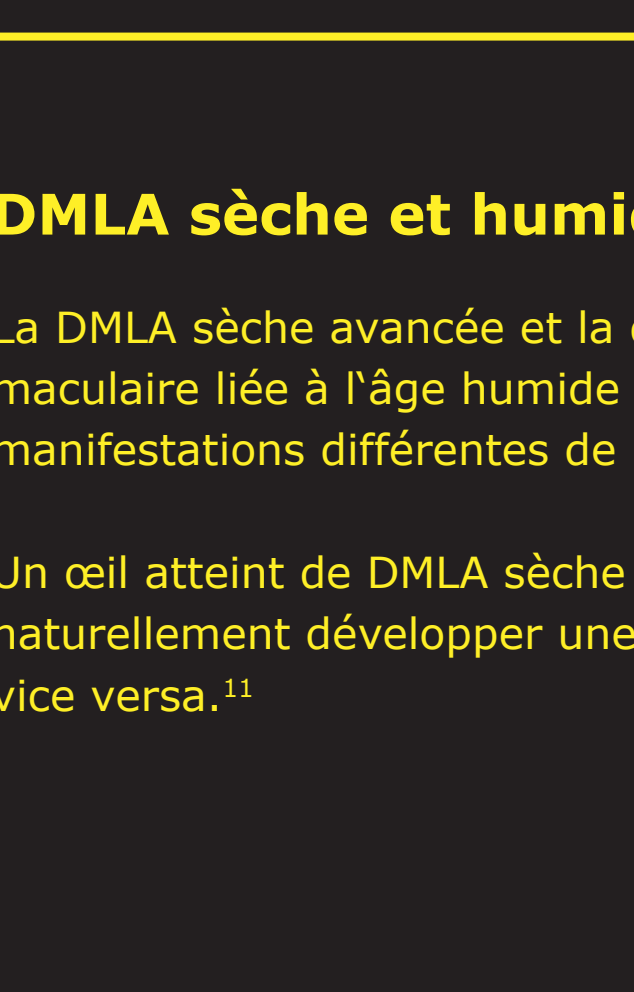 DMLA sèche et humi
La DMLA sèche avancée et la
maculaire liée à l‘âge humide
manifestations différentes de
Un œil atteint de DMLA sèche
naturellement développer une
vice versa.¹¹